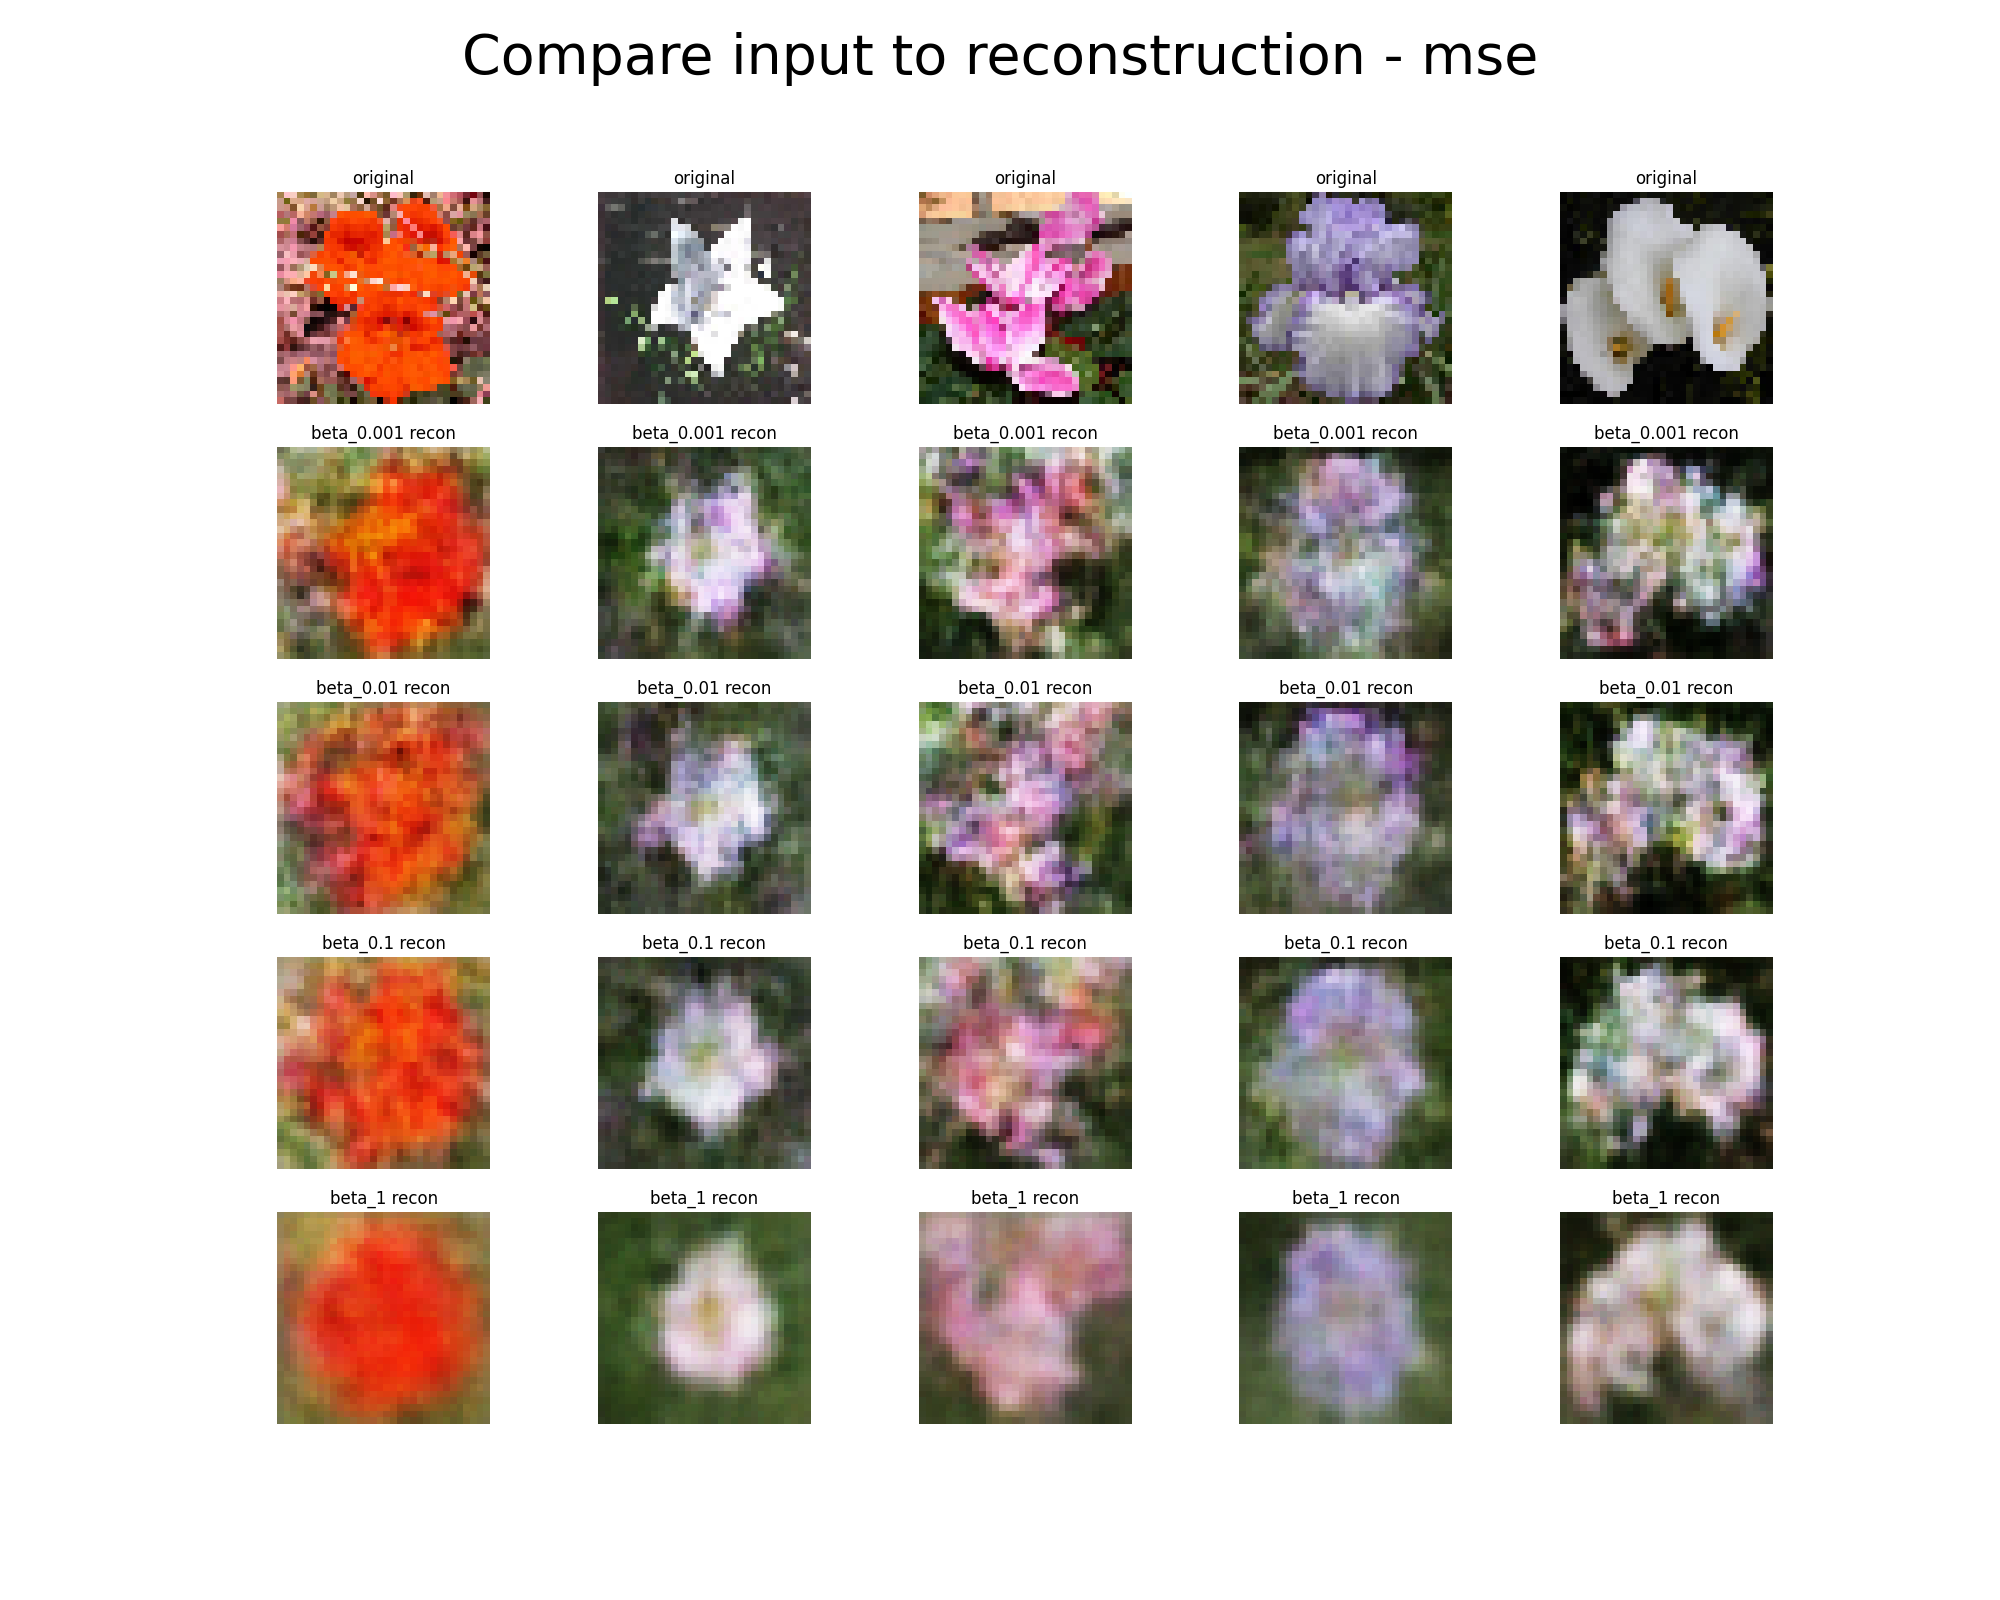 Compare input to reconstruction - mse
original original original original original
beta_0.001 recon beta_0.001 recon beta_0.001 recon beta_0.001 recon beta_0.001 recon
beta_0.01 recon beta_0.01 recon beta_0.01 recon beta_0.01 recon beta_0.01 recon
beta_0.1 recon beta_0.1 recon beta_0.1 recon beta_0.1 recon beta_0.1 recon
beta_1 recon beta_1 recon beta_1 recon beta_1 recon beta_1 recon